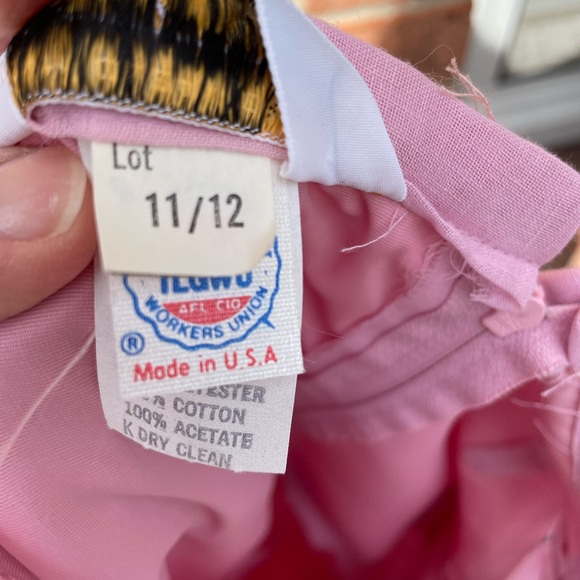 Lot
11/12
ILGWU
AFL CIO
WORKERS UNION
®
Made in U.S.A
ESTER
% COTTON
100% ACETATE
K DRY CLEAN